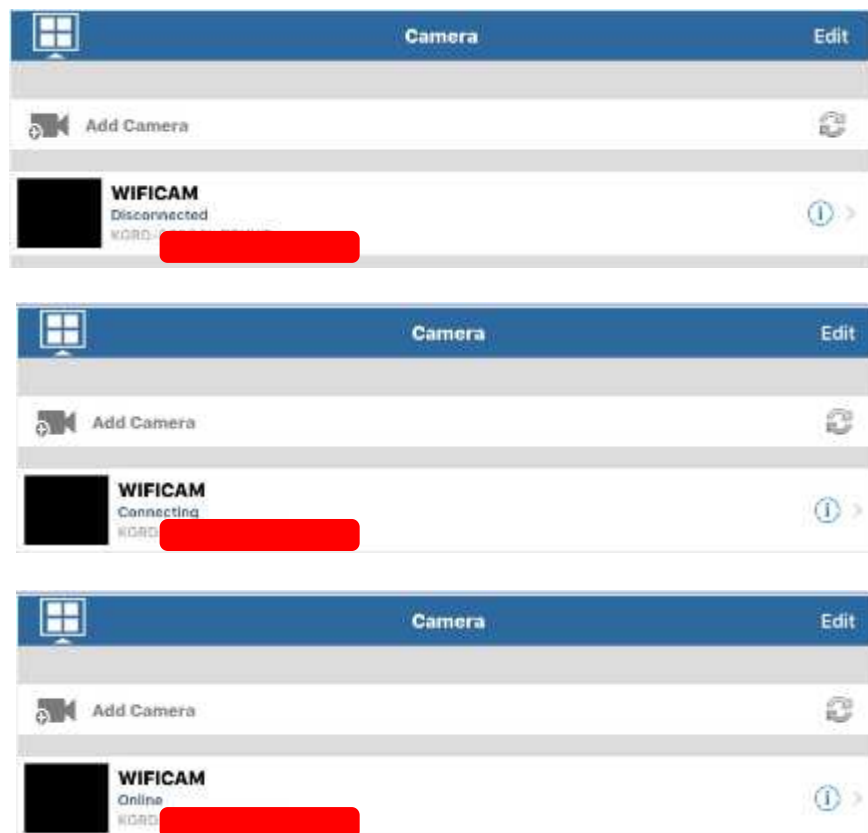 Camera Edit
Add Camera
WIFICAM
Disconnected
KGRD-
Camera Edit
Add Camera
WIFICAM
Connecting
KGRD
Camera Edit
Add Camera
WIFICAM
Online
KGRD